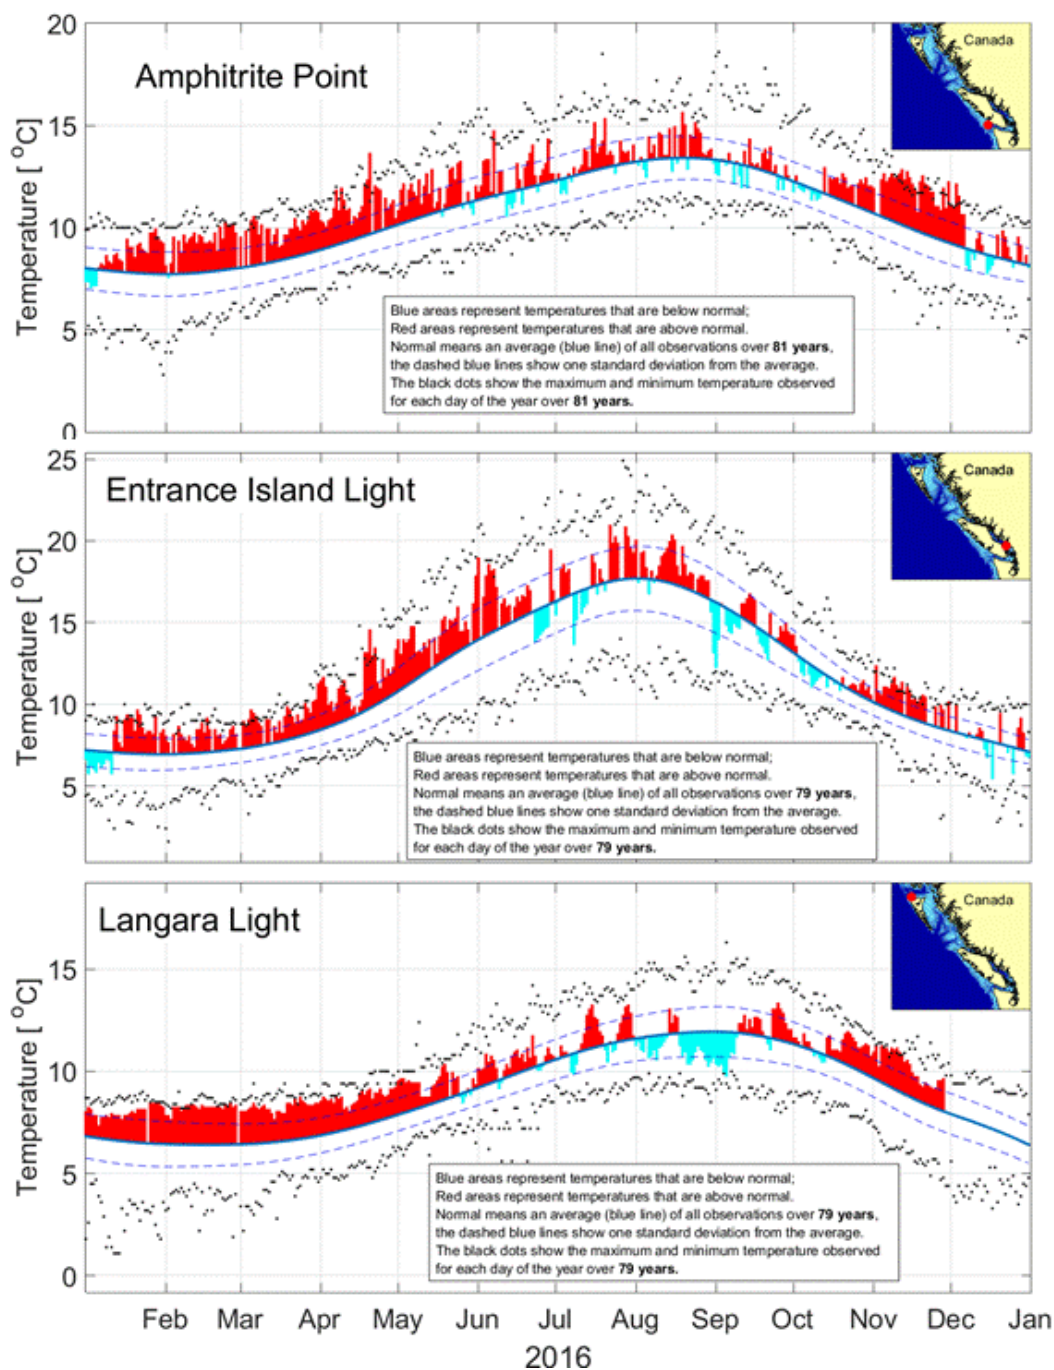 20
Amphitrite Point
Canada
15
10
5
0
Temperature [ °C]
Blue areas represent temperatures that are below normal;
Red areas represent temperatures that are above normal.
Normal means an average (blue line) of all observations over 81 years,
the dashed blue lines show one standard deviation from the average.
The black dots show the maximum and minimum temperature observed
for each day of the year over 81 years.
25
Entrance Island Light
Canada
20
15
10
5
Temperature [ °C]
Blue areas represent temperatures that are below normal;
Red areas represent temperatures that are above normal.
Normal means an average (blue line) of all observations over 79 years,
the dashed blue lines show one standard deviation from the average.
The black dots show the maximum and minimum temperature observed
for each day of the year over 79 years.
Langara Light
Canada
15
10
5
0
Temperature [ °C]
Blue areas represent temperatures that are below normal;
Red areas represent temperatures that are above normal.
Normal means an average (blue line) of all observations over 79 years,
the dashed blue lines show one standard deviation from the average.
The black dots show the maximum and minimum temperature observed
for each day of the year over 79 years.
Feb Mar Apr May Jun Jul Aug Sep Oct Nov Dec Jan
2016